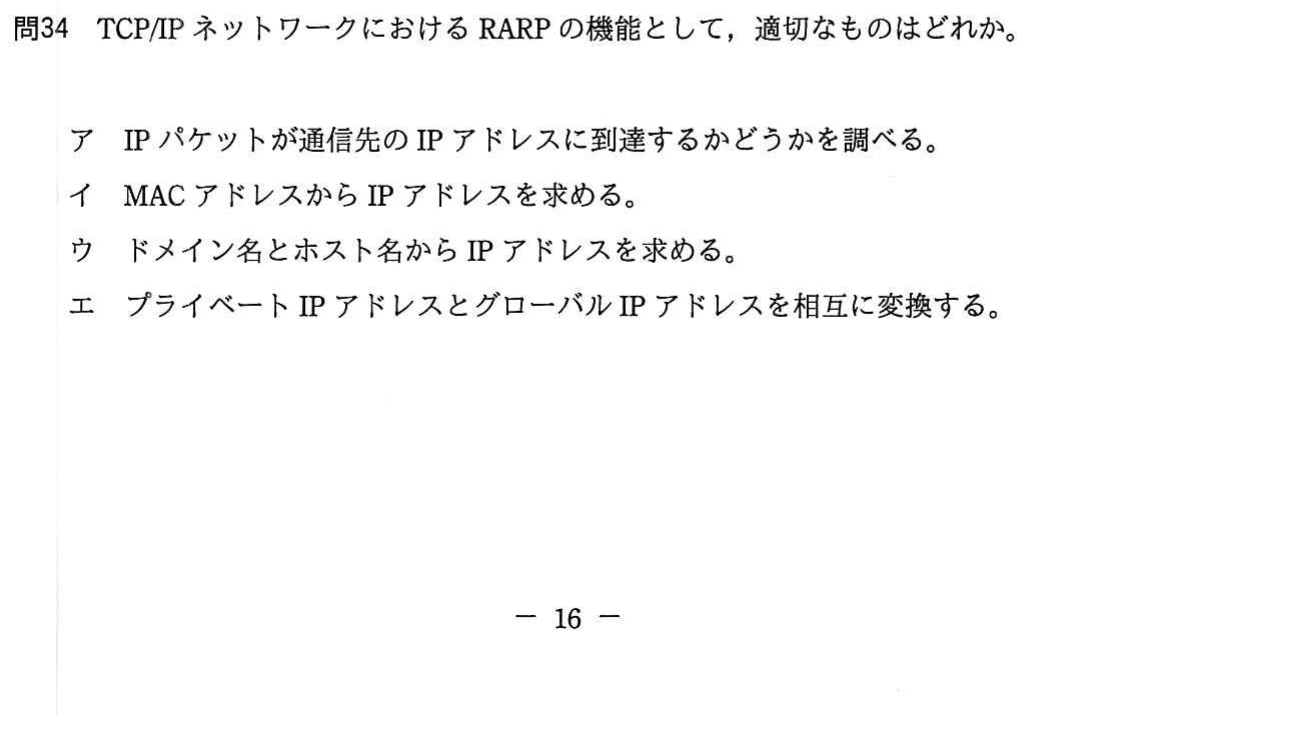 問34 TCP/IP ネットワークにおける RARP の機能として，適切なものはどれか。
ア IP パケットが通信先の IP アドレスに到達するかどうかを調べる。
イ MAC アドレスから IP アドレスを求める。
ウ ドメイン名とホスト名から IP アドレスを求める。
エ プライベート IP アドレスとグローバル IP アドレスを相互に変換する。
－ 16 －